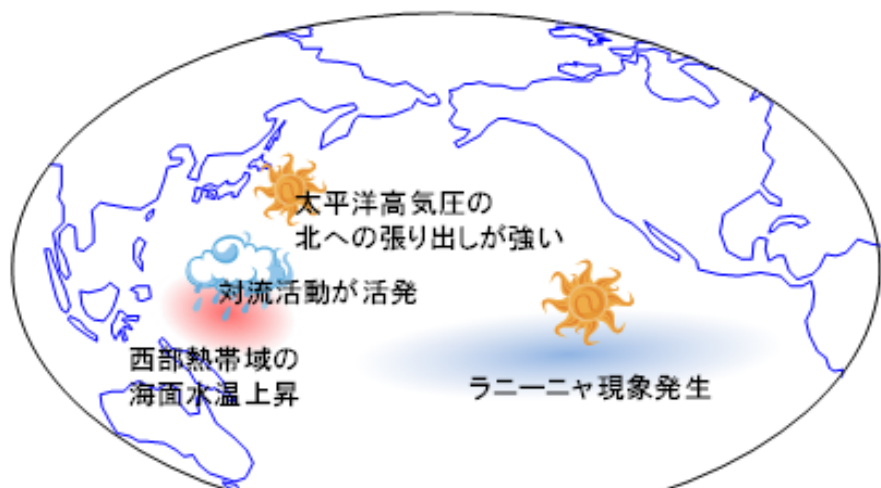 太平洋高気圧の
北への張り出しが強い
対流活動が活発
西部熱帯域の
海面水温上昇
ラニーニャ現象発生